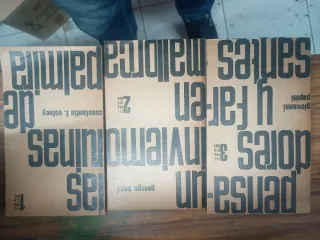 las
ruinas
de
palmira
constantin f. volney
1
un
invierno
en
mallorca
george sand
2
pensa-
dores
y far-
santes
giovanni
papini
3